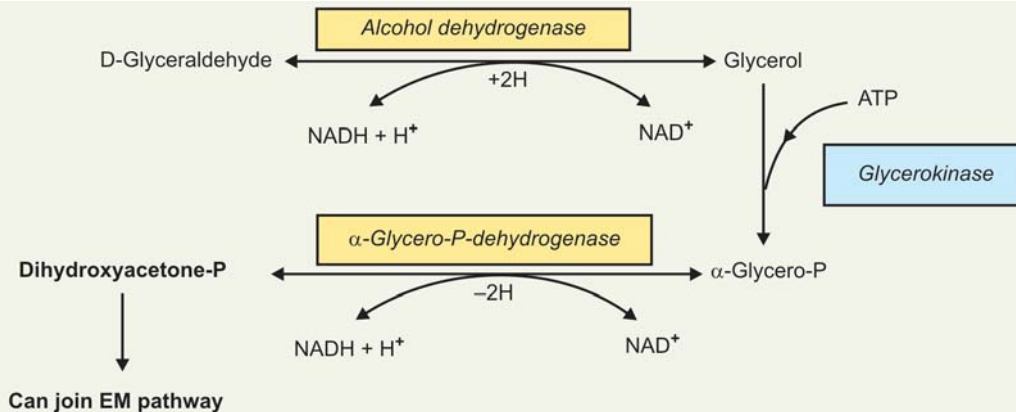 Alcohol dehydrogenase
D-Glyceraldehyde
Glycerol
+2H
ATP
NADH + H⁺
NAD⁺
Glycerokinase
α-Glycero-P-dehydrogenase
Dihydroxyacetone-P
α-Glycero-P
–2H
NADH + H⁺
NAD⁺
Can join EM pathway